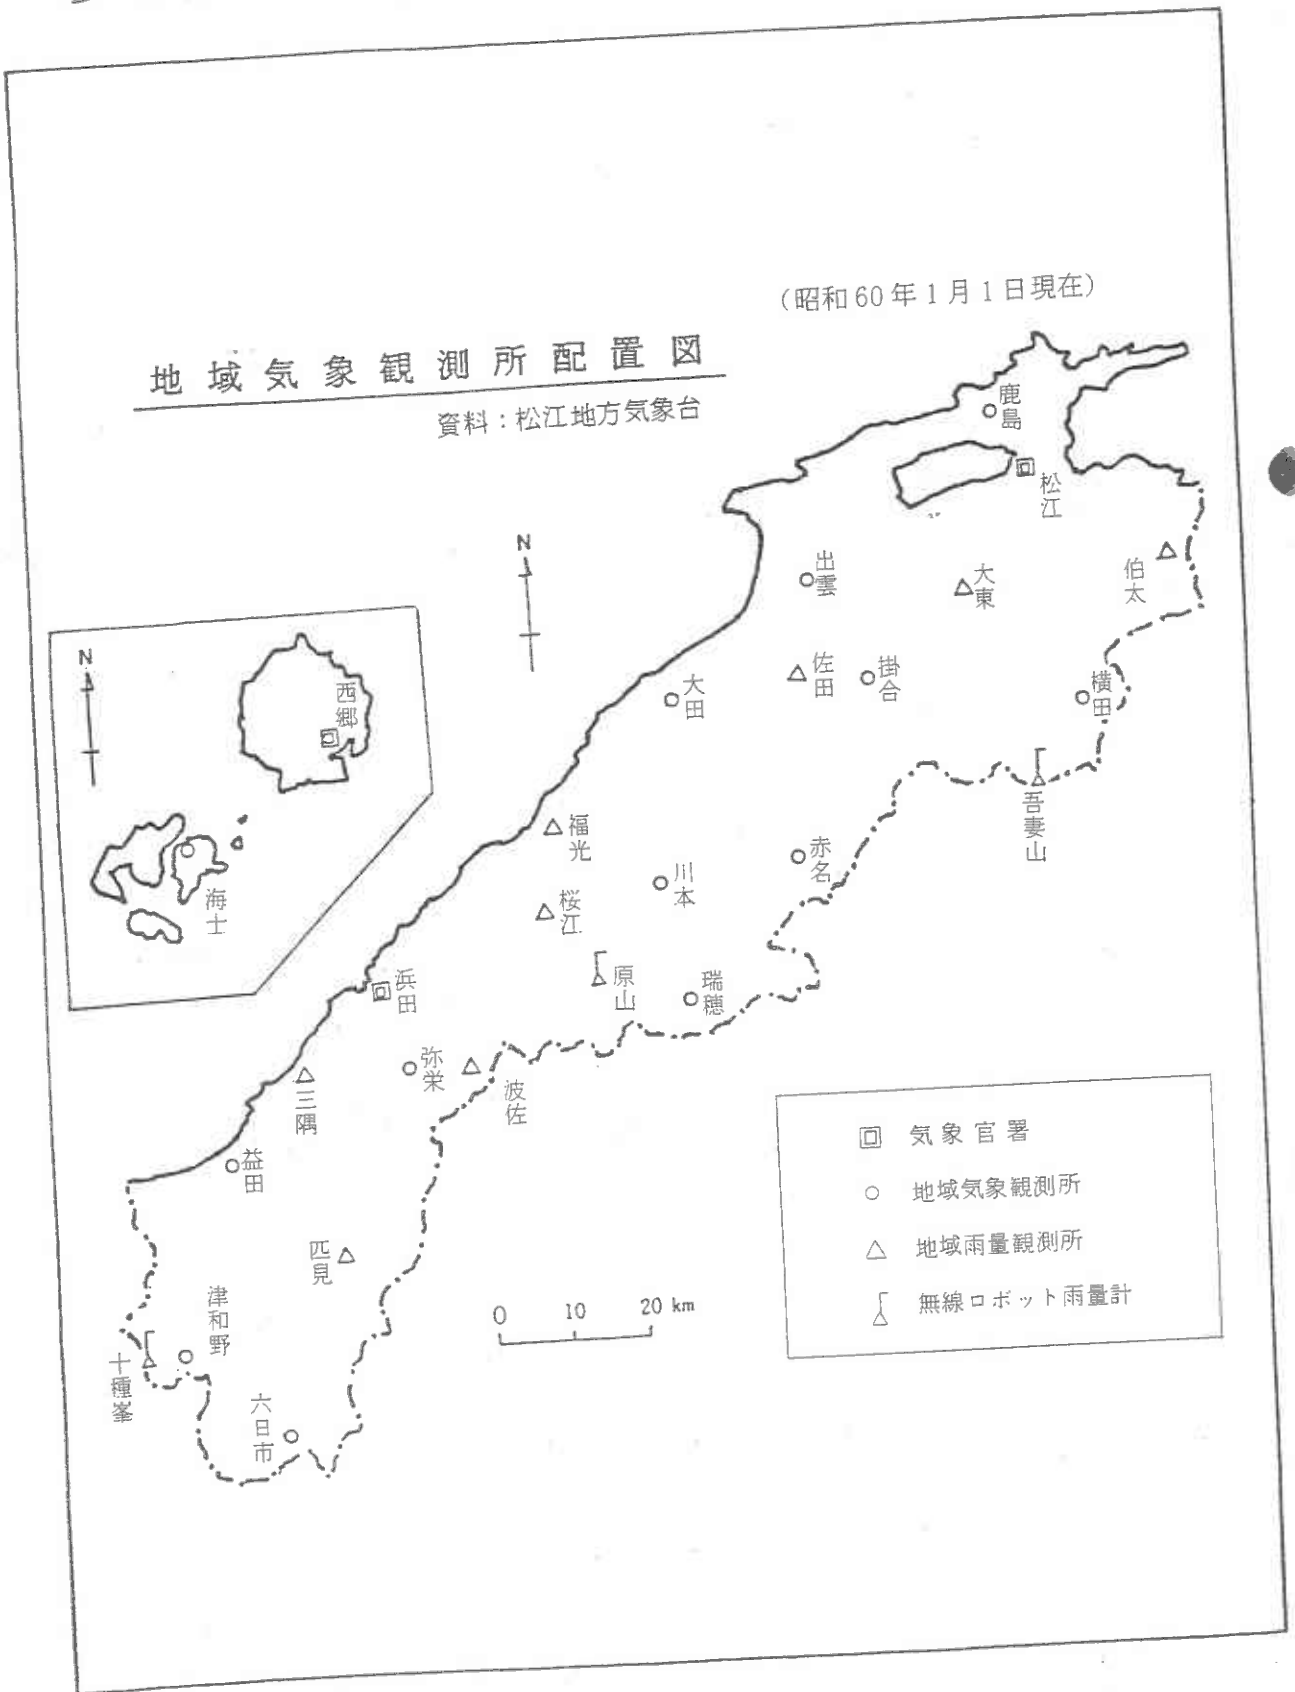 (昭和60年1月1日現在)
地域気象観測所配置図
資料：松江地方気象台
鹿島
松江
N
出雲
大東
伯太
N
西郷
佐田
掛合
大田
横田
吾妻山
福光
川本
赤名
海士
桜江
浜田
原山
瑞穂
弥栄
波佐
三隅
益田
匹見
津和野
十種峯
六日市
0 10 20 km
気象官署
地域気象観測所
地域雨量観測所
無線ロボット雨量計